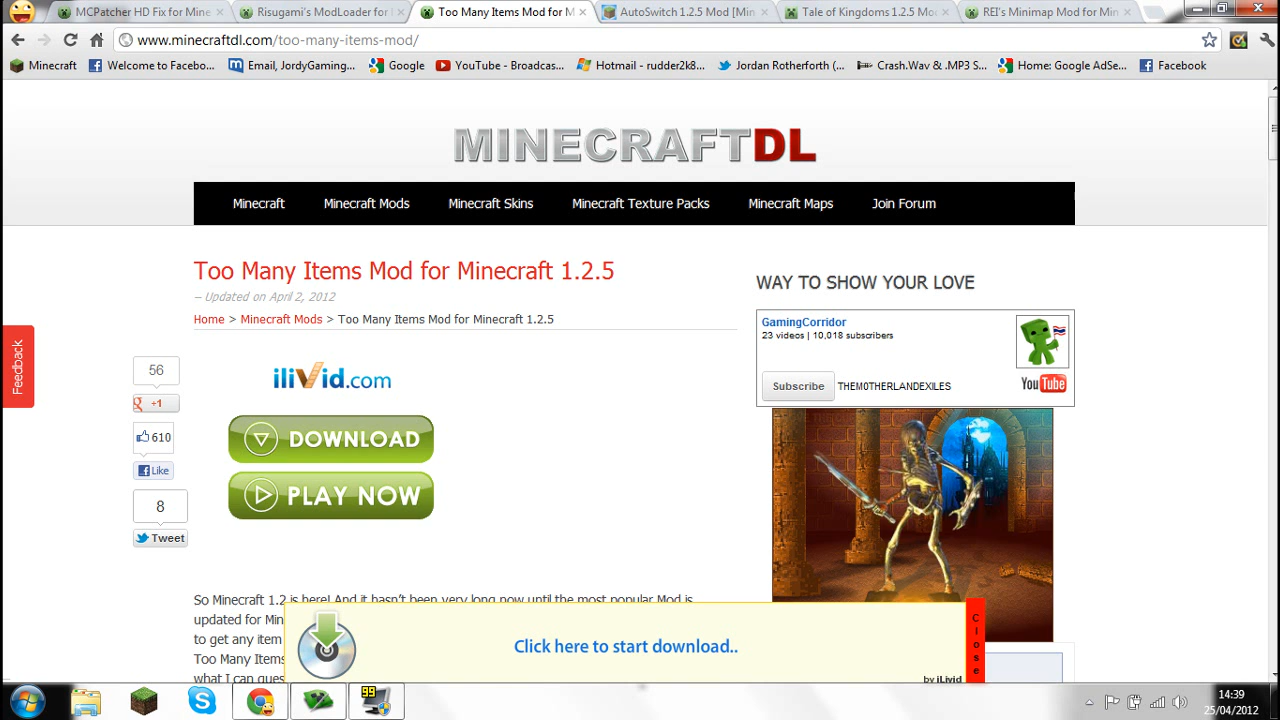 MCPatcher HD Fix for Mine
Risugami's ModLoader for
Too Many Items Mod for M
AutoSwitch 1.2.5 Mod [Min
Tale of Kingdoms 1.2.5 Mo
REI's Minimap Mod for Min
www.minecraftdl.com/too-many-items-mod/
Minecraft
Welcome to Facebo...
Email, JordyGaming,...
Google
YouTube - Broadcas...
Hotmail - rudder2k8...
Jordan Rotherforth (...
Crash.Wav & .MP3 S...
Home: Google AdSe...
Facebook
MINECRAFTDL
Minecraft
Minecraft Mods
Minecraft Skins
Minecraft Texture Packs
Minecraft Maps
Join Forum
Too Many Items Mod for Minecraft 1.2.5
– Updated on April 2, 2012
Home > Minecraft Mods > Too Many Items Mod for Minecraft 1.2.5
WAY TO SHOW YOUR LOVE
GamingCorridor
23 videos | 10,018 subscribers
Subscribe
THEM0THERLANDEXILES
YouTube
Feedback
56
+1
610
Like
8
Tweet
iliVid.com
DOWNLOAD
PLAY NOW
So Minecraft 1.2 is here! And it hasn't been very long now until the most popular Mod is
updated for Min
to get any item
Too Many Items
what I can gues
Click here to start download..
by iLivid
Close
99
14:39
25/04/2012